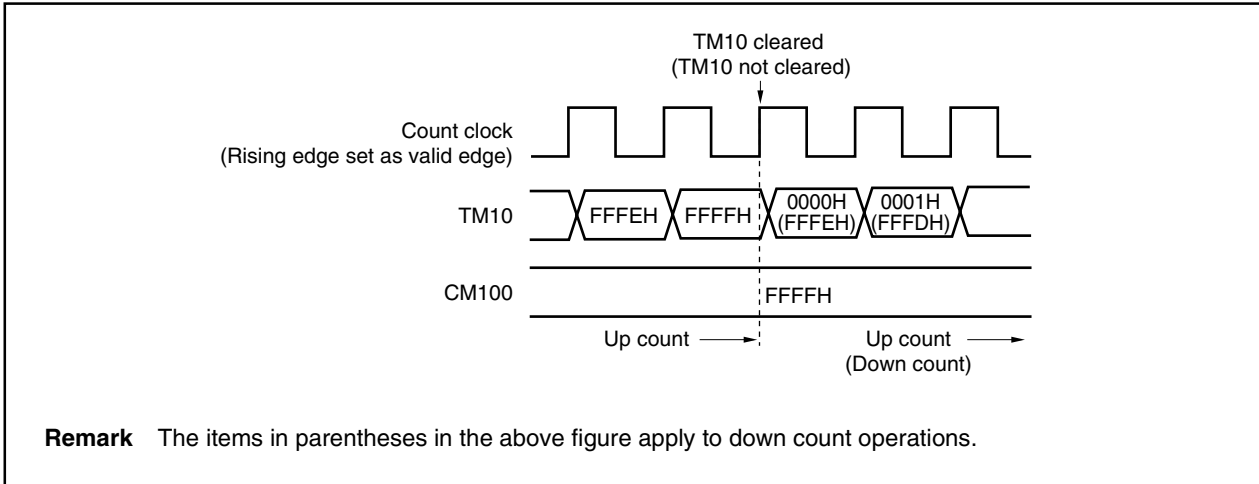 TM10 cleared
(TM10 not cleared)
Count clock
(Rising edge set as valid edge)
TM10
FFFEH
FFFFH
0000H
(FFFEH)
0001H
(FFFDH)
CM100
FFFFH
Up count
Up count
(Down count)
Remark The items in parentheses in the above figure apply to down count operations.